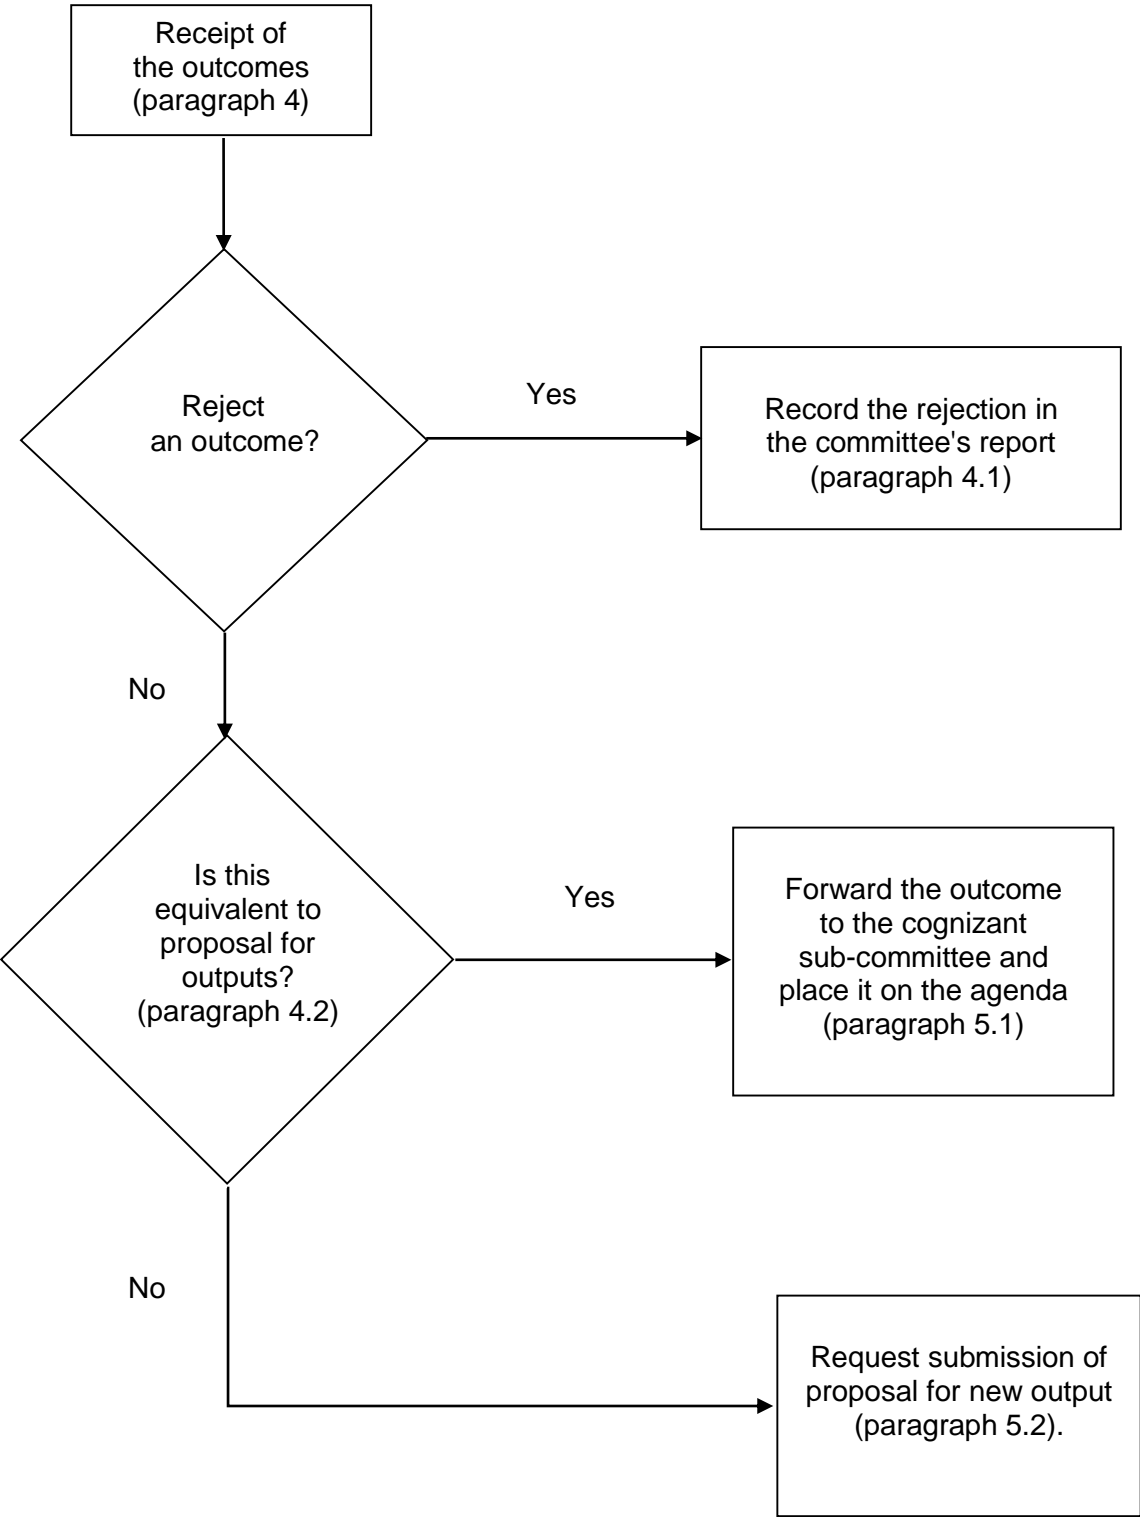 Receipt of
the outcomes
(paragraph 4)
Reject
an outcome?
Yes
Record the rejection in
the committee's report
(paragraph 4.1)
No
Is this
equivalent to
proposal for
outputs?
(paragraph 4.2)
Yes
Forward the outcome
to the cognizant
sub-committee and
place it on the agenda
(paragraph 5.1)
No
Request submission of
proposal for new output
(paragraph 5.2).